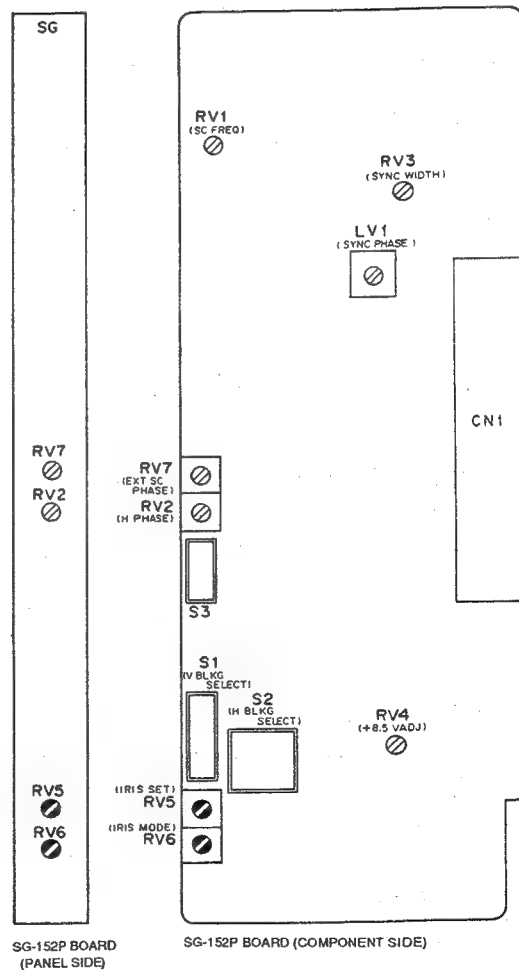 SG
RV7
RV2
RV5
RV6
SG-152P BOARD
(PANEL SIDE)
RV1
(SC FREQ)
RV3
(SYNC WIDTH)
LV1
(SYNC PHASE)
CN1
RV7
(EXT SC
PHASE)
RV2
(H PHASE)
S3
S1
(V BLKG
SELECT)
S2
(H BLKG
SELECT)
RV4
(+8.5 VADJ)
(IRIS SET)
RV5
(IRIS MODE)
RV6
SG-152P BOARD (COMPONENT SIDE)